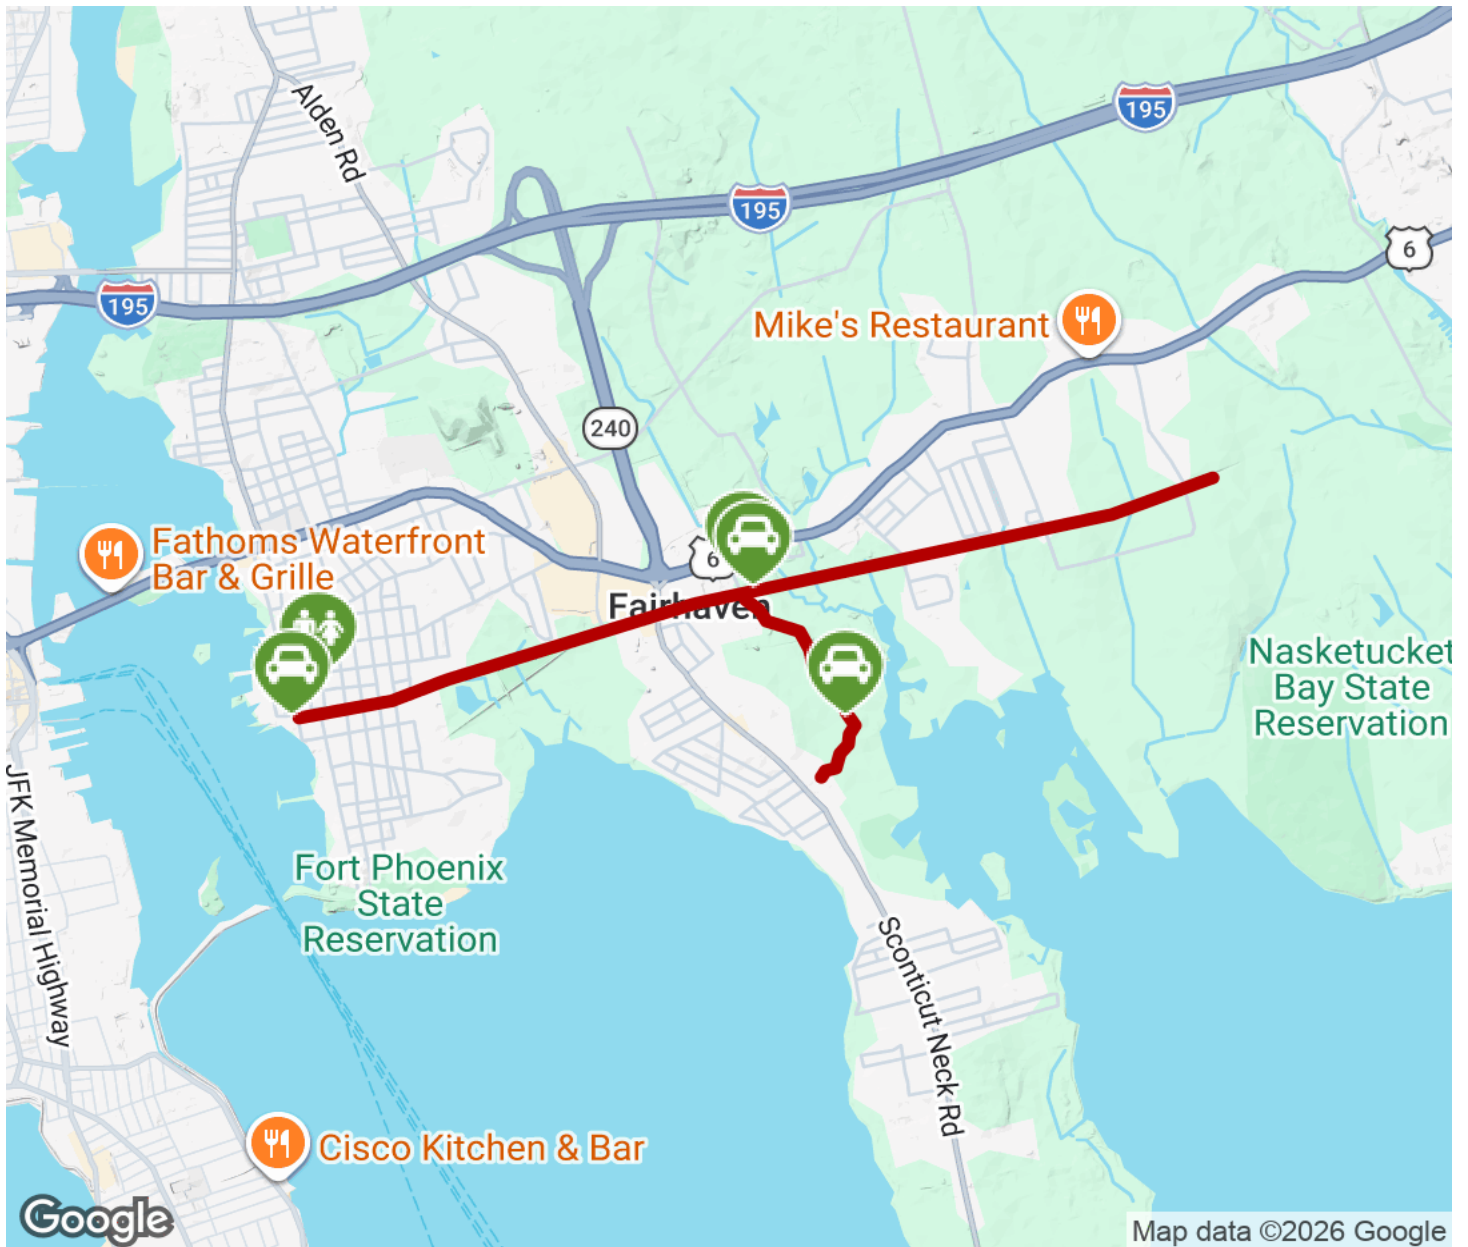 Alden Rd
195
195
6
195
Mike's Restaurant
240
Fathoms Waterfront
Bar & Grille
6
Fairhaven
Nasketucket
Bay State
Reservation
JFK Memorial Highway
Fort Phoenix
State
Reservation
Sconticut Neck Rd
Cisco Kitchen & Bar
Google
Map data ©2026 Google